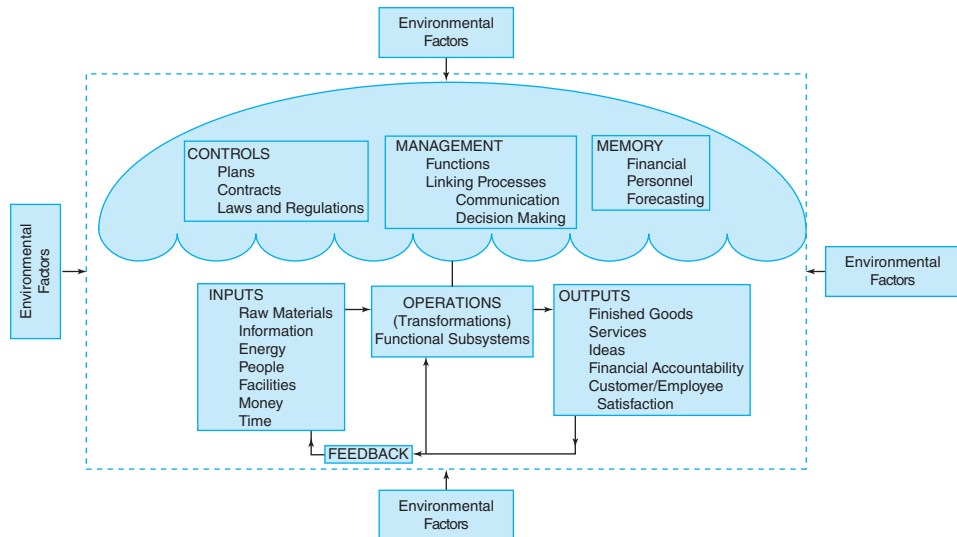 Environmental
Factors
CONTROLS
Plans
Contracts
Laws and Regulations
MANAGEMENT
Functions
Linking Processes
Communication
Decision Making
MEMORY
Financial
Personnel
Forecasting
Environmental
Factors
Environmental
Factors
INPUTS
Raw Materials
Information
Energy
People
Facilities
Money
Time
OPERATIONS
(Transformations)
Functional Subsystems
OUTPUTS
Finished Goods
Services
Ideas
Financial Accountability
Customer/Employee
Satisfaction
FEEDBACK
Environmental
Factors